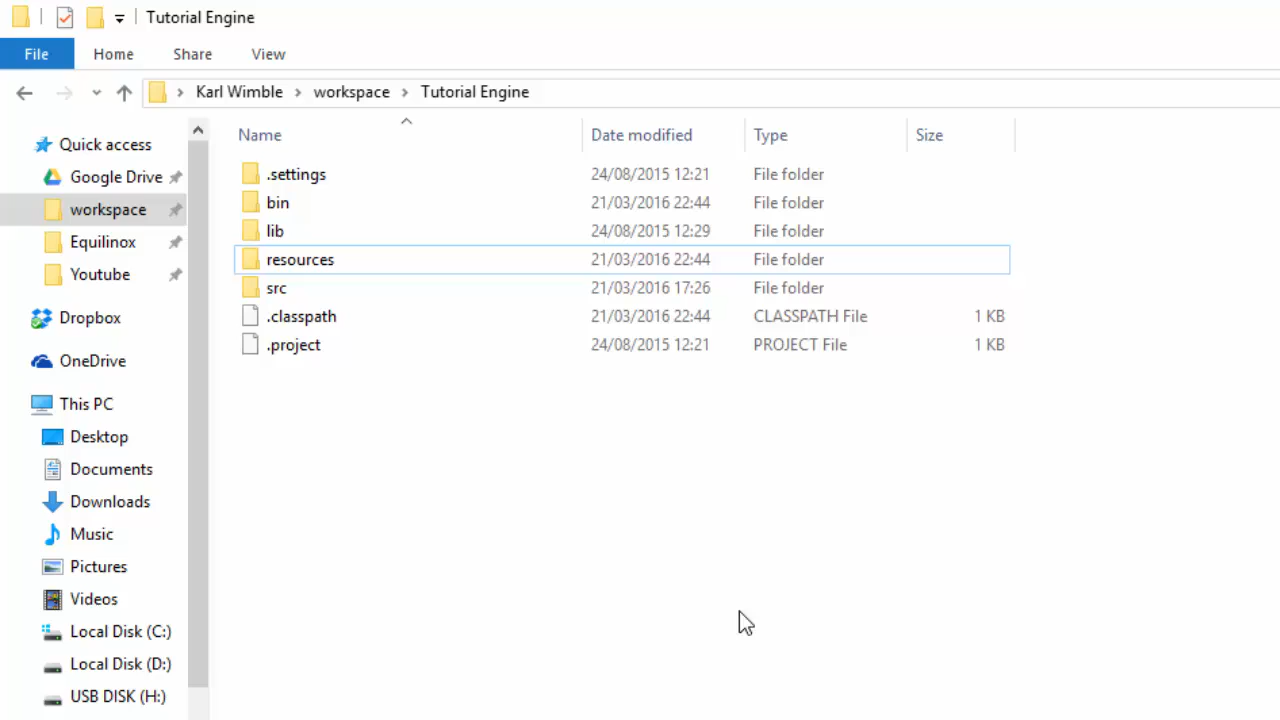 Tutorial Engine
File Home Share View
Karl Wimble workspace Tutorial Engine
Name Date modified Type Size
Quick access
Google Drive
workspace
Equilinox
Youtube
Dropbox
OneDrive
This PC
Desktop
Documents
Downloads
Music
Pictures
Videos
Local Disk (C:)
Local Disk (D:)
USB DISK (H:)
.settings 24/08/2015 12:21 File folder
bin 21/03/2016 22:44 File folder
lib 24/08/2015 12:29 File folder
resources 21/03/2016 22:44 File folder
src 21/03/2016 17:26 File folder
.classpath 21/03/2016 22:44 CLASSPATH File 1 KB
.project 24/08/2015 12:21 PROJECT File 1 KB